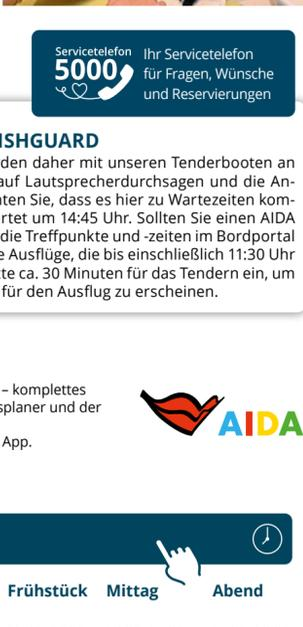 Servicetelefon
5000
Ihr Servicetelefon
für Fragen, Wünsche
und Reservierungen
ISHGUARD
den daher mit unseren Tenderbooten an
auf Lautsprecherdurchsagen und die An-
ten Sie, dass es hier zu Wartezeiten kom-
rtet um 14:45 Uhr. Sollten Sie einen AIDA
die Treffpunkte und -zeiten im Bordportal
e Ausflüge, die bis einschließlich 11:30 Uhr
te ca. 30 Minuten für das Tendern ein, um
für den Ausflug zu erscheinen.
– komplettes
splaner und der
App.
AIDA
Frühstück Mittag Abend